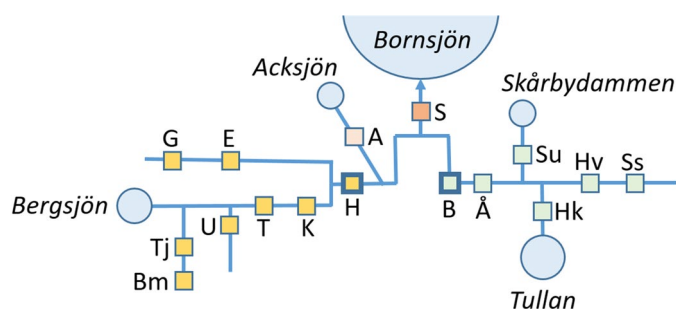 Bornsjön
Acksjön
Skårbydammen
S
G
E
A
Su
Hv
Ss
Bergsjön
U
T
K
H
B
Å
Hk
Tj
Bm
Tullan